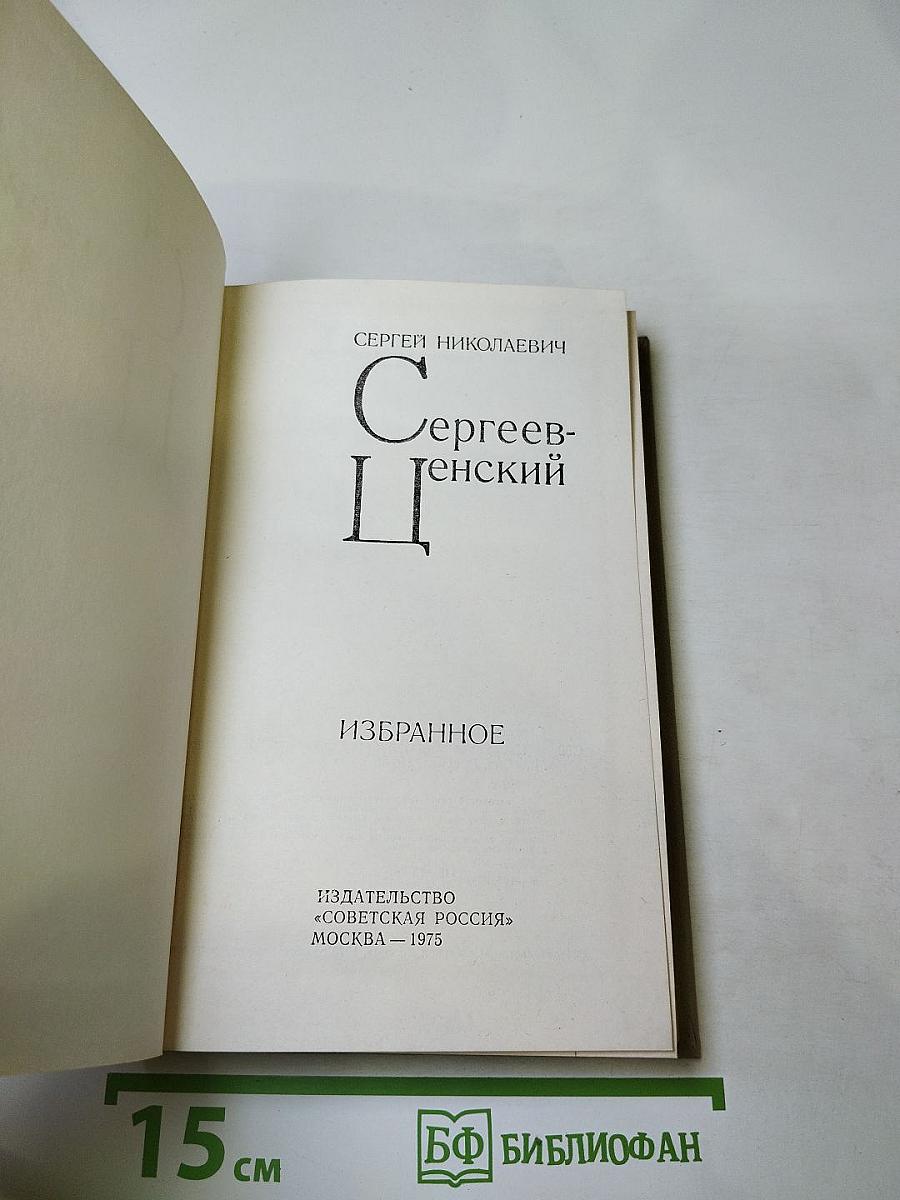 СЕРГЕЙ НИКОЛАЕВИЧ
Сергеев-
Ценский
ИЗБРАННОЕ
ИЗДАТЕЛЬСТВО
«СОВЕТСКАЯ РОССИЯ»
МОСКВА — 1975
15 см
БФ БИБЛИОФАН